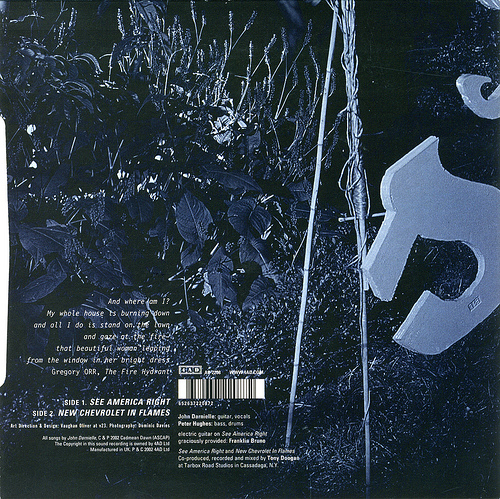 And where am I?
My whole house is burning down
and all I do is stand on the lawn
and gaze at the fire—
that beautiful woman leaping
from the window in her bright dress
Gregory ORR, The Fire Hydrant
SIDE 1. SEE AMERICA RIGHT
SIDE 2. NEW CHEVROLET IN FLAMES
Art Direction & Design: Vaughan Oliver at v23. Photography: Dominic Davies
All songs by John Darnielle, C & P 2002 Cadmean Dawn (ASCAP)
The Copyright in this sound recording is owned by 4AD Ltd
Manufactured in UK. P & C 2002 4AD Ltd
CAD
WWW.4AD.COM
John Darnielle: guitar, vocals
Peter Hughes: bass, drums
electric guitar on See America Right
graciously provided: Franklin Bruno
See America Right and New Chevrolet In Flames
Co-produced, recorded and mixed by Tony Doogan
at Tarbox Road Studios in Cassadaga, N.Y.